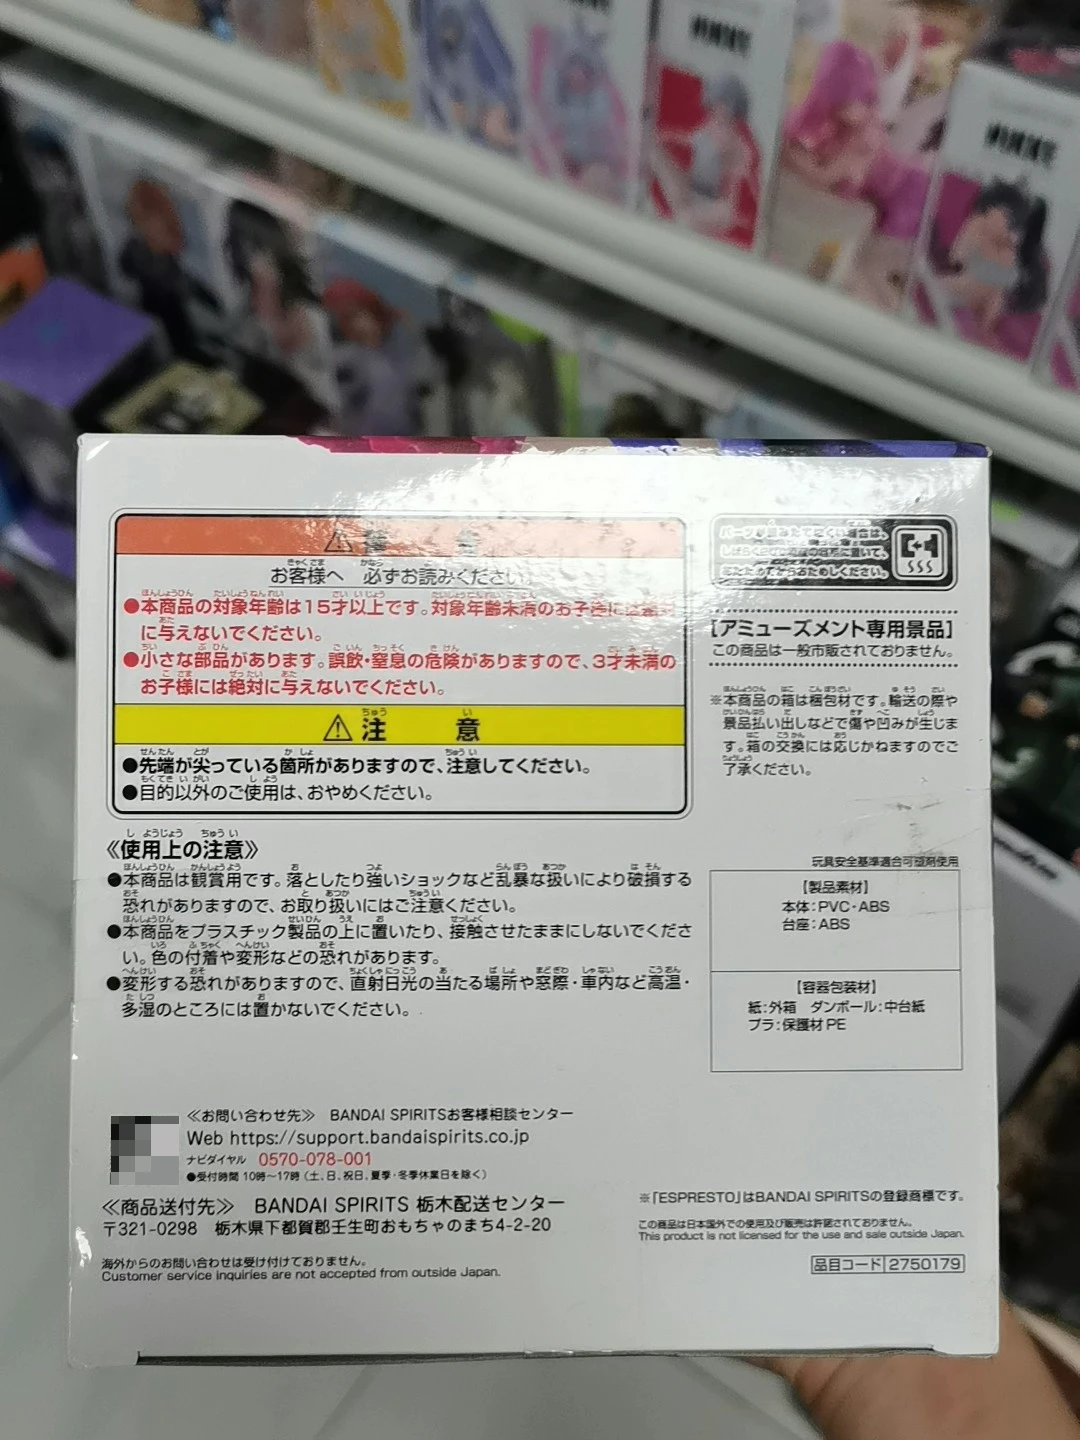 NIKKE
お客様へ 必ずお読みください。
●本商品の対象年齢は15才以上です。対象年齢未満のお子様には絶対
に与えないでください。
●小さな部品があります。誤飲・窒息の危険がありますので、3才未満の
お子様には絶対に与えないでください。
⚠注 意
●先端が尖っている箇所がありますので、注意してください。
●目的以外のご使用は、おやめください。
《使用上の注意》
●本商品は観賞用です。落としたり強いショックなど乱暴な扱いにより破損する
恐れがありますので、お取り扱いにはご注意ください。
●本商品をプラスチック製品の上に置いたり、接触させたままにしないでくださ
い。色の付着や変形などの恐れがあります。
●変形する恐れがありますので、直射日光の当たる場所や窓際・車内など高温・
多湿のところには置かないでください。
【アミューズメント専用景品】
この商品は一般市販されておりません。
※本商品の箱は梱包材です。輸送の際や
景品払い出しなどで傷や凹みが生じま
す。箱の交換には応じかねますのでご
了承ください。
玩具安全基準適合可塑剤使用
【製品素材】
本体:PVC・ABS
台座:ABS
【容器包装材】
紙:外箱 ダンボール:中台紙
プラ:保護材PE
《お問い合わせ先》 BANDAI SPIRITSお客様相談センター
Web https://support.bandaispirits.co.jp
ナビダイヤル 0570-078-001
●受付時間 10時〜17時(土、日、祝日、夏季・冬季休業日を除く)
《商品送付先》 BANDAI SPIRITS 栃木配送センター
〒321-0298 栃木県下都賀郡壬生町おもちゃのまち4-2-20
海外からのお問い合わせは受け付けておりません。
Customer service inquiries are not accepted from outside Japan.
※「ESPRESTO」はBANDAI SPIRITSの登録商標です。
この商品は日本国外での使用及び販売は許諾されておりません。
This product is not licensed for the use and sale outside Japan.
品目コード 2750179